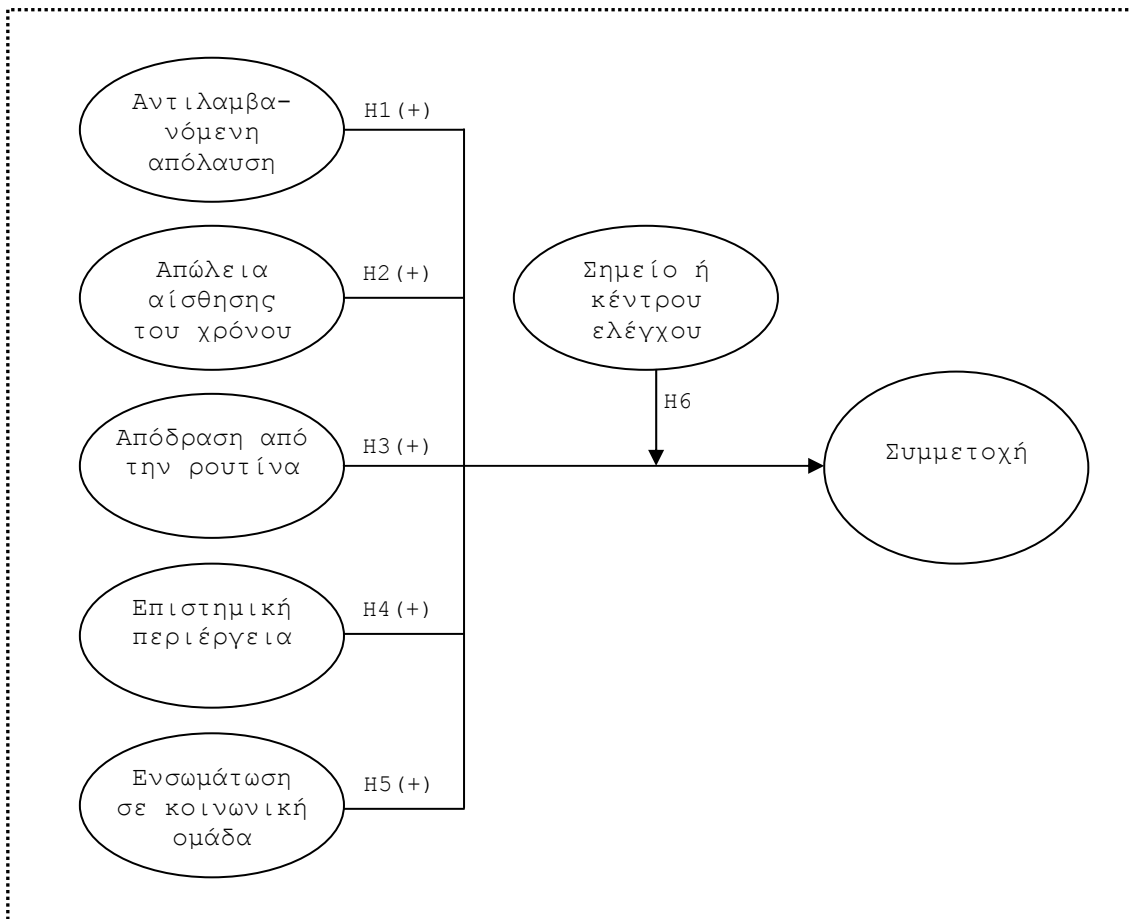 Αντιλαμβα-
νόμενη
απόλαυση
H1(+)
Απώλεια
αίσθησης
του χρόνου
H2(+)
Σημείο ή
κέντρου
ελέγχου
H6
Απόδραση από
την ρουτίνα
H3(+)
Συμμετοχή
Επιστημική
περιέργεια
H4(+)
Ενσωμάτωση
σε κοινωνική
ομάδα
H5(+)